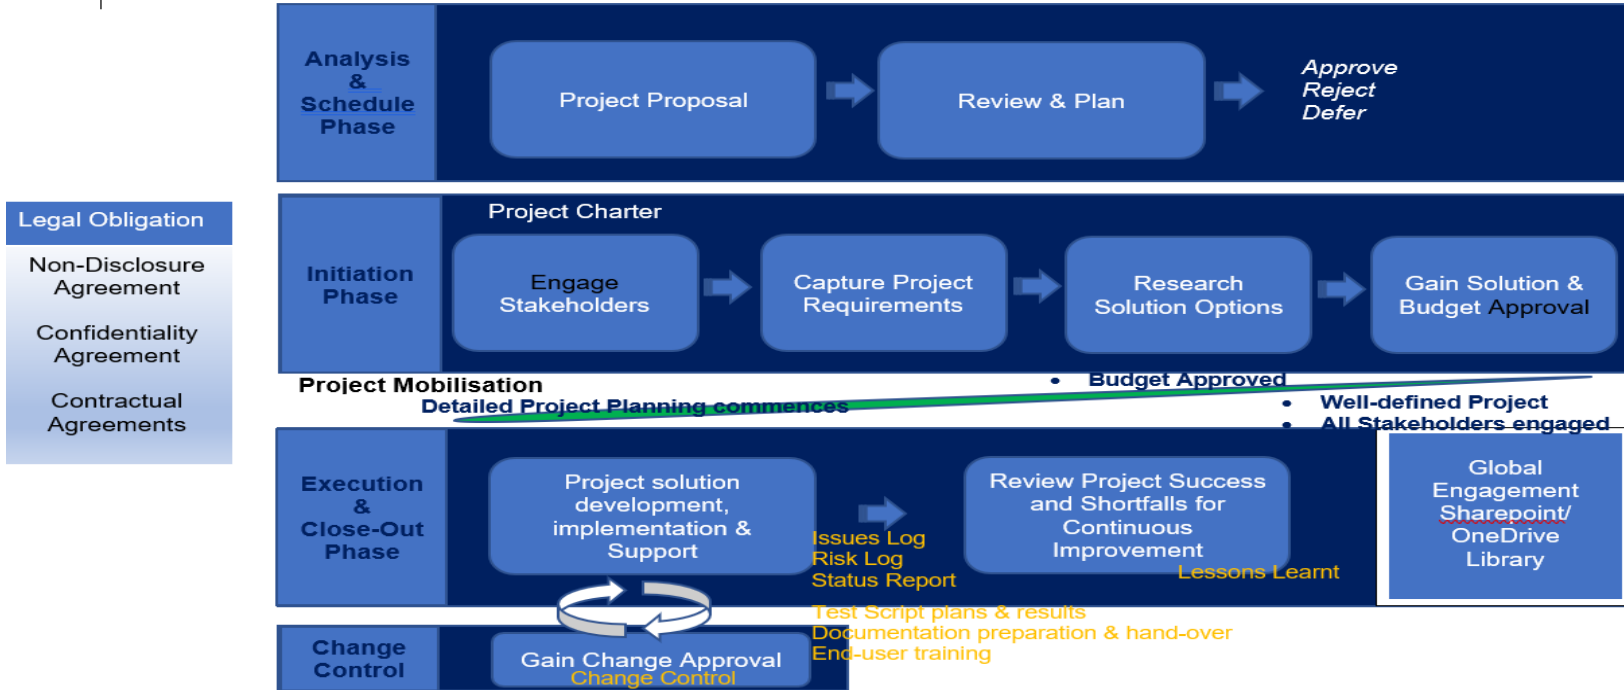 Analysis
&
Schedule
Phase
Project Proposal
Review & Plan
Approve
Reject
Defer
Legal Obligation
Non-Disclosure
Agreement
Confidentiality
Agreement
Contractual
Agreements
Initiation
Phase
Project Charter
Engage
Stakeholders
Capture Project
Requirements
Research
Solution Options
Gain Solution &
Budget Approval
Project Mobilisation
Detailed Project Planning commences
• Budget Approved
• Well-defined Project
• All Stakeholders engaged
Execution
&
Close-Out
Phase
Project solution
development,
implementation &
Support
Issues Log
Risk Log
Status Report
Review Project Success
and Shortfalls for
Continuous
Improvement
Lessons Learnt
Global
Engagement
Sharepoint/
OneDrive
Library
Test Script plans & results
Documentation preparation & hand-over
End-user training
Change
Control
Gain Change Approval
Change Control